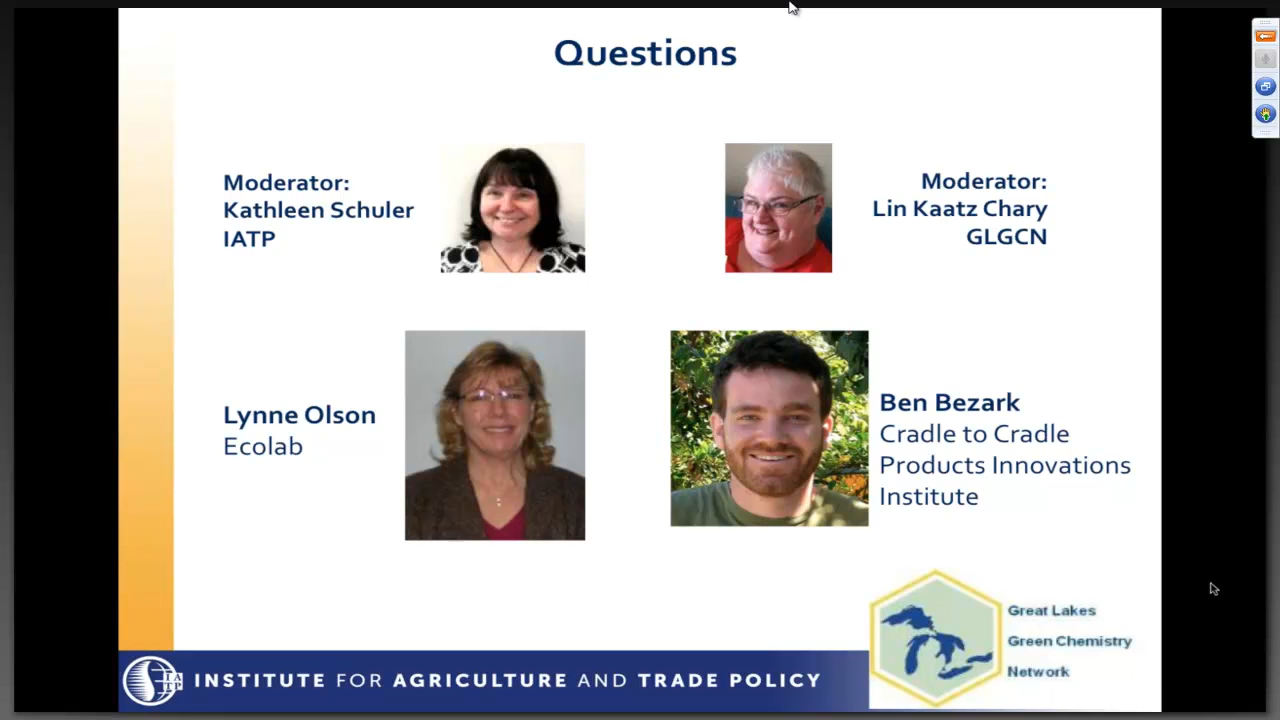 Questions
Moderator:
Kathleen Schuler
IATP
Moderator:
Lin Kaatz Chary
GLGCN
Lynne Olson
Ecolab
Ben Bezark
Cradle to Cradle
Products Innovations
Institute
Great Lakes
Green Chemistry
Network
IATP
INSTITUTE FOR AGRICULTURE AND TRADE POLICY